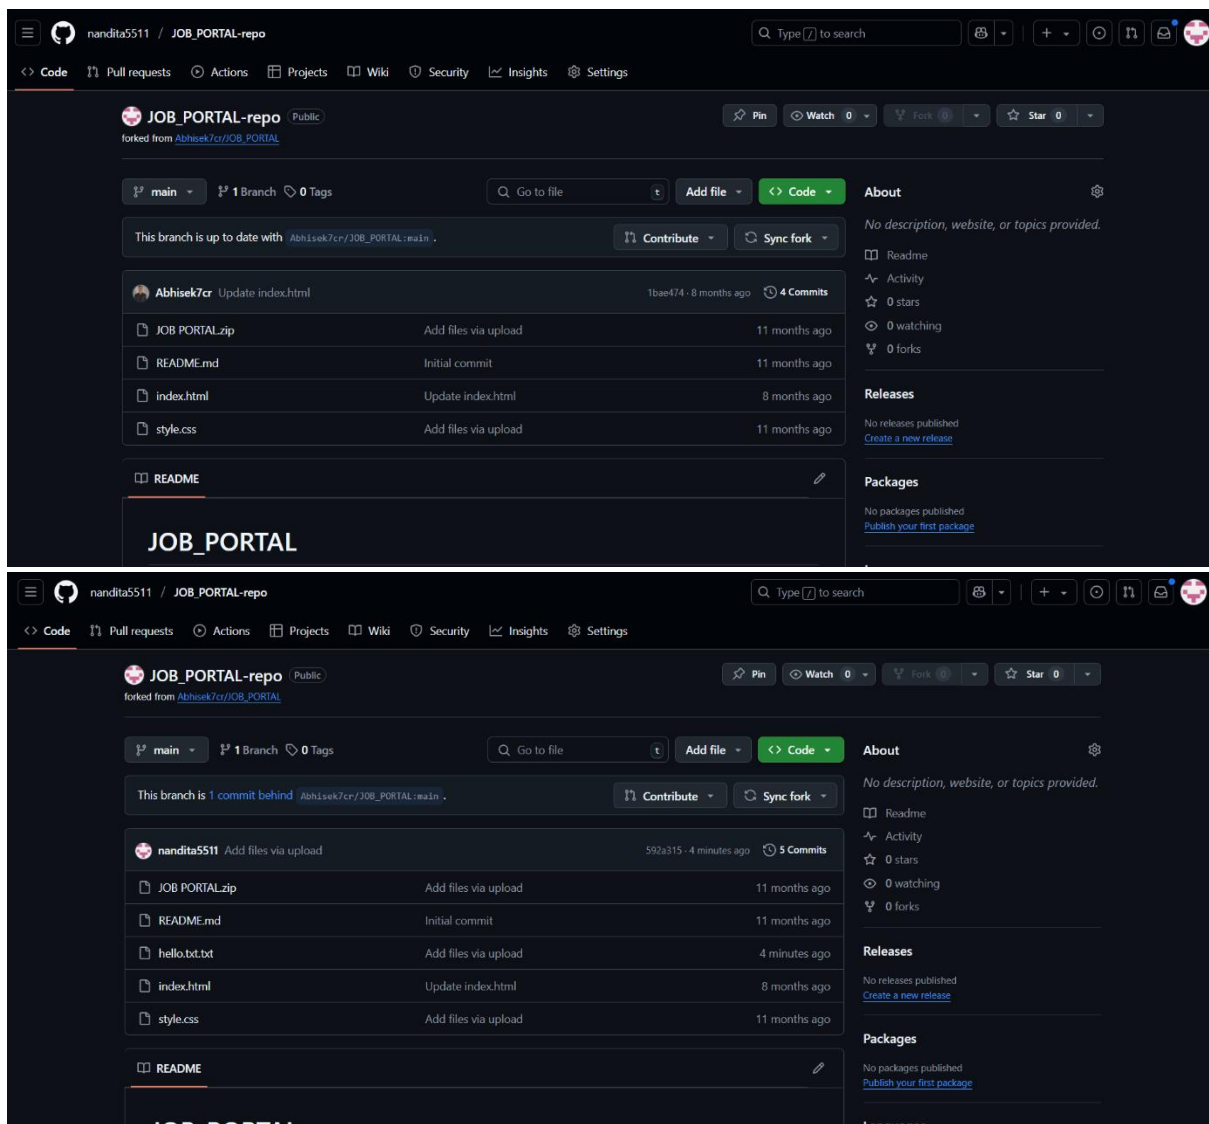 nandita5511 / JOB_PORTAL-repo
Type / to search
Code Pull requests Actions Projects Wiki Security Insights Settings
JOB_PORTAL-repo Public
Pin Watch 0 Fork 0 Star 0
forked from Abhisek7cr/JOB_PORTAL
main 1 Branch 0 Tags
Go to file t Add file Code
This branch is up to date with Abhisek7cr/JOB_PORTAL:main .
Contribute Sync fork
Abhisek7cr Update index.html 1bae474 · 8 months ago 4 Commits
JOB PORTAL.zip Add files via upload 11 months ago
README.md Initial commit 11 months ago
index.html Update index.html 8 months ago
style.css Add files via upload 11 months ago
README
JOB_PORTAL
About
No description, website, or topics provided.
Readme
Activity
0 stars
0 watching
0 forks
Releases
No releases published
Create a new release
Packages
No packages published
Publish your first package
nandita5511 / JOB_PORTAL-repo
Type / to search
Code Pull requests Actions Projects Wiki Security Insights Settings
JOB_PORTAL-repo Public
Pin Watch 0 Fork 0 Star 0
forked from Abhisek7cr/JOB_PORTAL
main 1 Branch 0 Tags
Go to file t Add file Code
This branch is 1 commit behind Abhisek7cr/JOB_PORTAL:main .
Contribute Sync fork
nandita5511 Add files via upload 592a315 · 4 minutes ago 5 Commits
JOB PORTAL.zip Add files via upload 11 months ago
README.md Initial commit 11 months ago
hello.txt.txt Add files via upload 4 minutes ago
index.html Update index.html 8 months ago
style.css Add files via upload 11 months ago
README
About
No description, website, or topics provided.
Readme
Activity
0 stars
0 watching
0 forks
Releases
No releases published
Create a new release
Packages
No packages published
Publish your first package